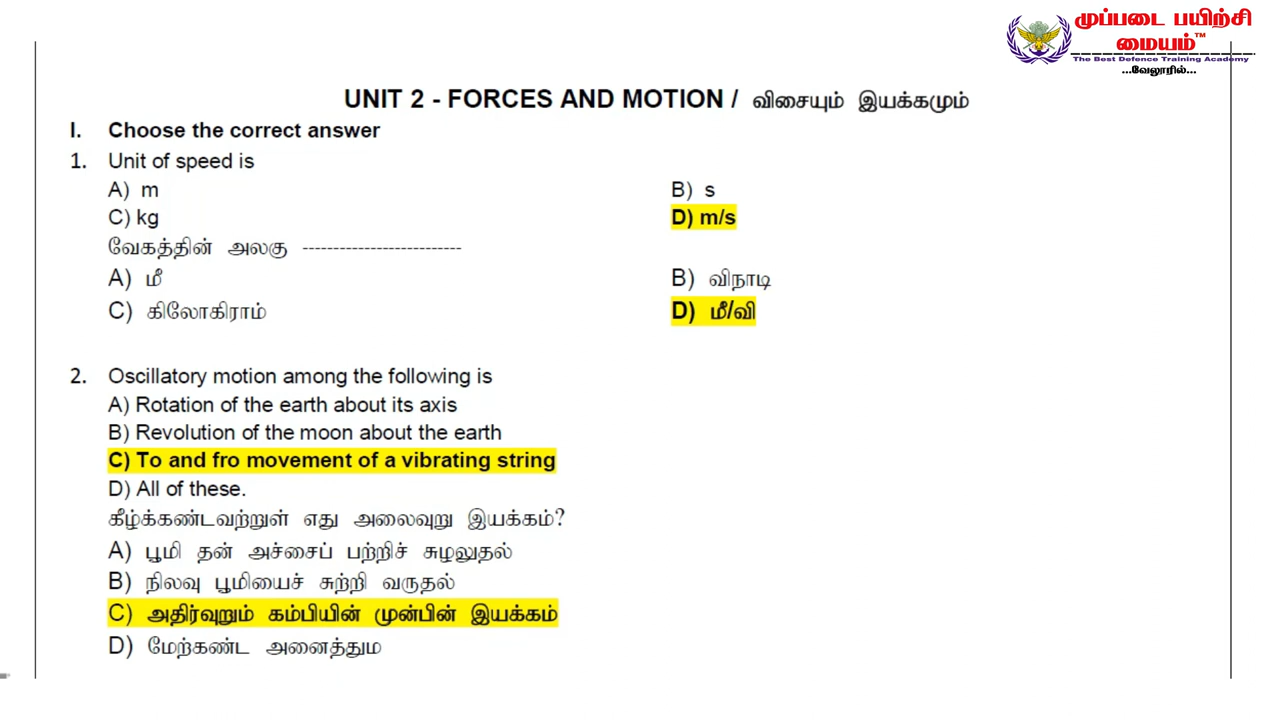 முப்படை பயிற்சி
மையம்™
The Best Defence Training Academy
...வேலூரில்...
UNIT 2 - FORCES AND MOTION / விசையும் இயக்கமும்
I. Choose the correct answer
1. Unit of speed is
A) m B) s
C) kg D) m/s
வேகத்தின் அலகு --------------------------
A) மீ B) விநாடி
C) கிலோகிராம் D) மீ/வி
2. Oscillatory motion among the following is
A) Rotation of the earth about its axis
B) Revolution of the moon about the earth
C) To and fro movement of a vibrating string
D) All of these.
கீழ்க்கண்டவற்றுள் எது அலைவுறு இயக்கம்?
A) பூமி தன் அச்சைப் பற்றிச் சுழலுதல்
B) நிலவு பூமியைச் சுற்றி வருதல்
C) அதிர்வுறும் கம்பியின் முன்பின் இயக்கம்
D) மேற்கண்ட அனைத்தும